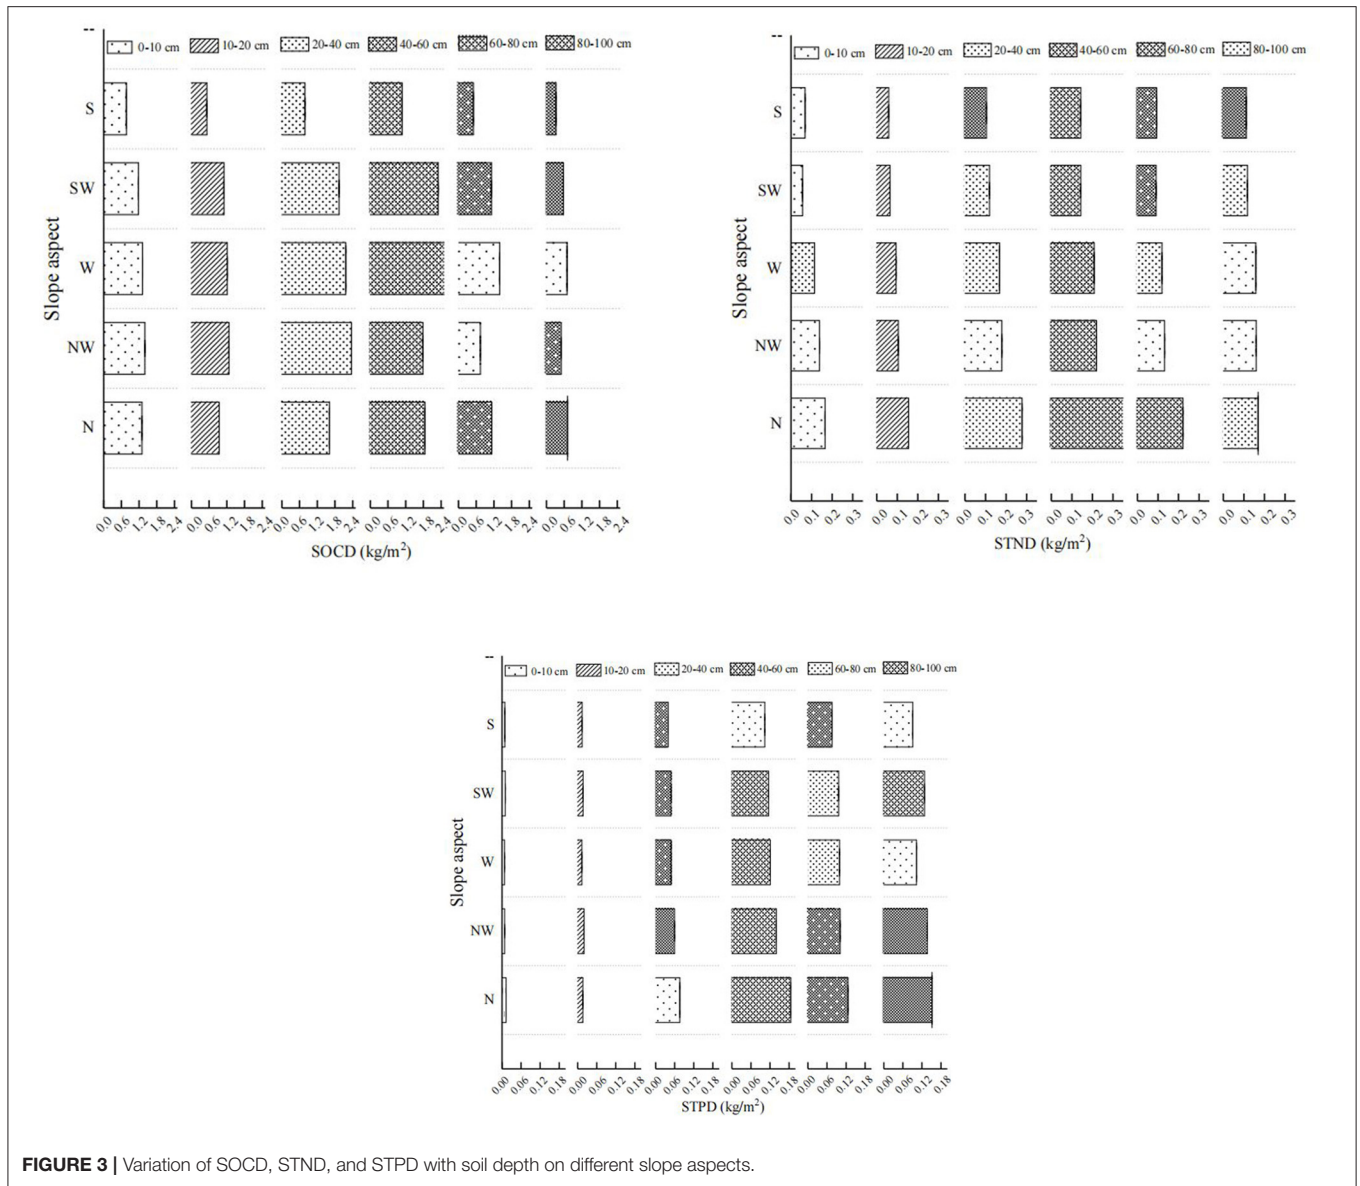 --
0-10 cm 10-20 cm 20-40 cm 40-60 cm 60-80 cm 80-100 cm
S
SW
W
NW
N
Slope aspect
0.0 0.6 1.2 1.8 2.4 0.0 0.6 1.2 1.8 2.4 0.0 0.6 1.2 1.8 2.4 0.0 0.6 1.2 1.8 2.4 0.0 0.6 1.2 1.8 2.4 0.0 0.6 1.2 1.8 2.4
SOCD (kg/m²)
--
0-10 cm 10-20 cm 20-40 cm 40-60 cm 60-80 cm 80-100 cm
S
SW
W
NW
N
Slope aspect
0.0 0.1 0.2 0.3 0.0 0.1 0.2 0.3 0.0 0.1 0.2 0.3 0.0 0.1 0.2 0.3 0.0 0.1 0.2 0.3 0.0 0.1 0.2 0.3
STND (kg/m²)
--
0-10 cm 10-20 cm 20-40 cm 40-60 cm 60-80 cm 80-100 cm
S
SW
W
NW
N
Slope aspect
0.00 0.06 0.12 0.18 0.00 0.06 0.12 0.18 0.00 0.06 0.12 0.18 0.00 0.06 0.12 0.18 0.00 0.06 0.12 0.18 0.00 0.06 0.12 0.18
STPD (kg/m²)
FIGURE 3 | Variation of SOCD, STND, and STPD with soil depth on different slope aspects.